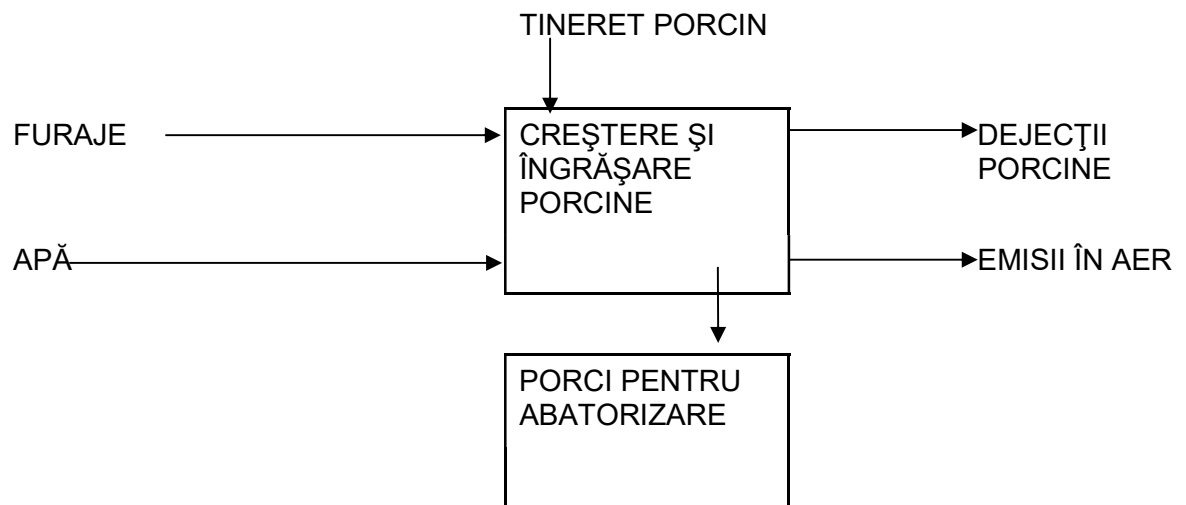 TINERET PORCIN
FURAJE
CREŞTERE ŞI
ÎNGRĂŞARE
PORCINE
DEJECŢII
PORCINE
APĂ
EMISII ÎN AER
PORCI PENTRU
ABATORIZARE